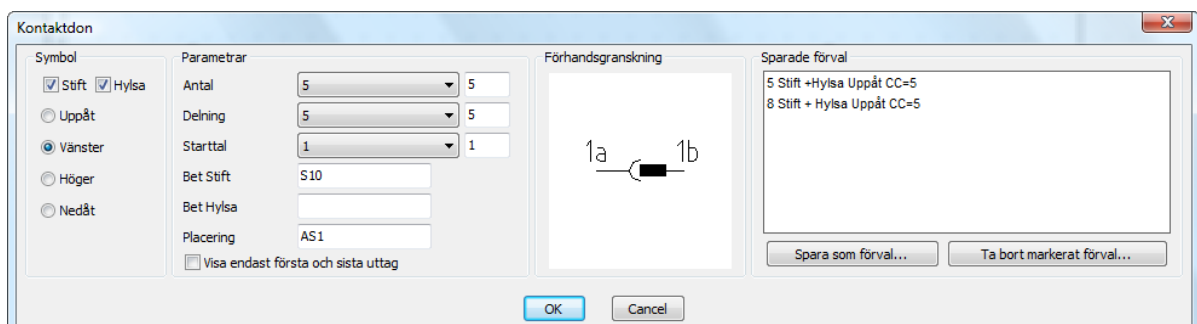 Kontaktdon
Symbol
Stift Hylsa
Uppåt
Vänster
Höger
Nedåt
Parametrar
Antal 5 5
Delning 5 5
Starttal 1 1
Bet Stift S10
Bet Hylsa
Placering AS1
Visa endast första och sista uttag
Förhandsgranskning
1a 1b
Sparade förval
5 Stift +Hylsa Uppåt CC=5
8 Stift + Hylsa Uppåt CC=5
Spara som förval... Ta bort markerat förval...
OK Cancel